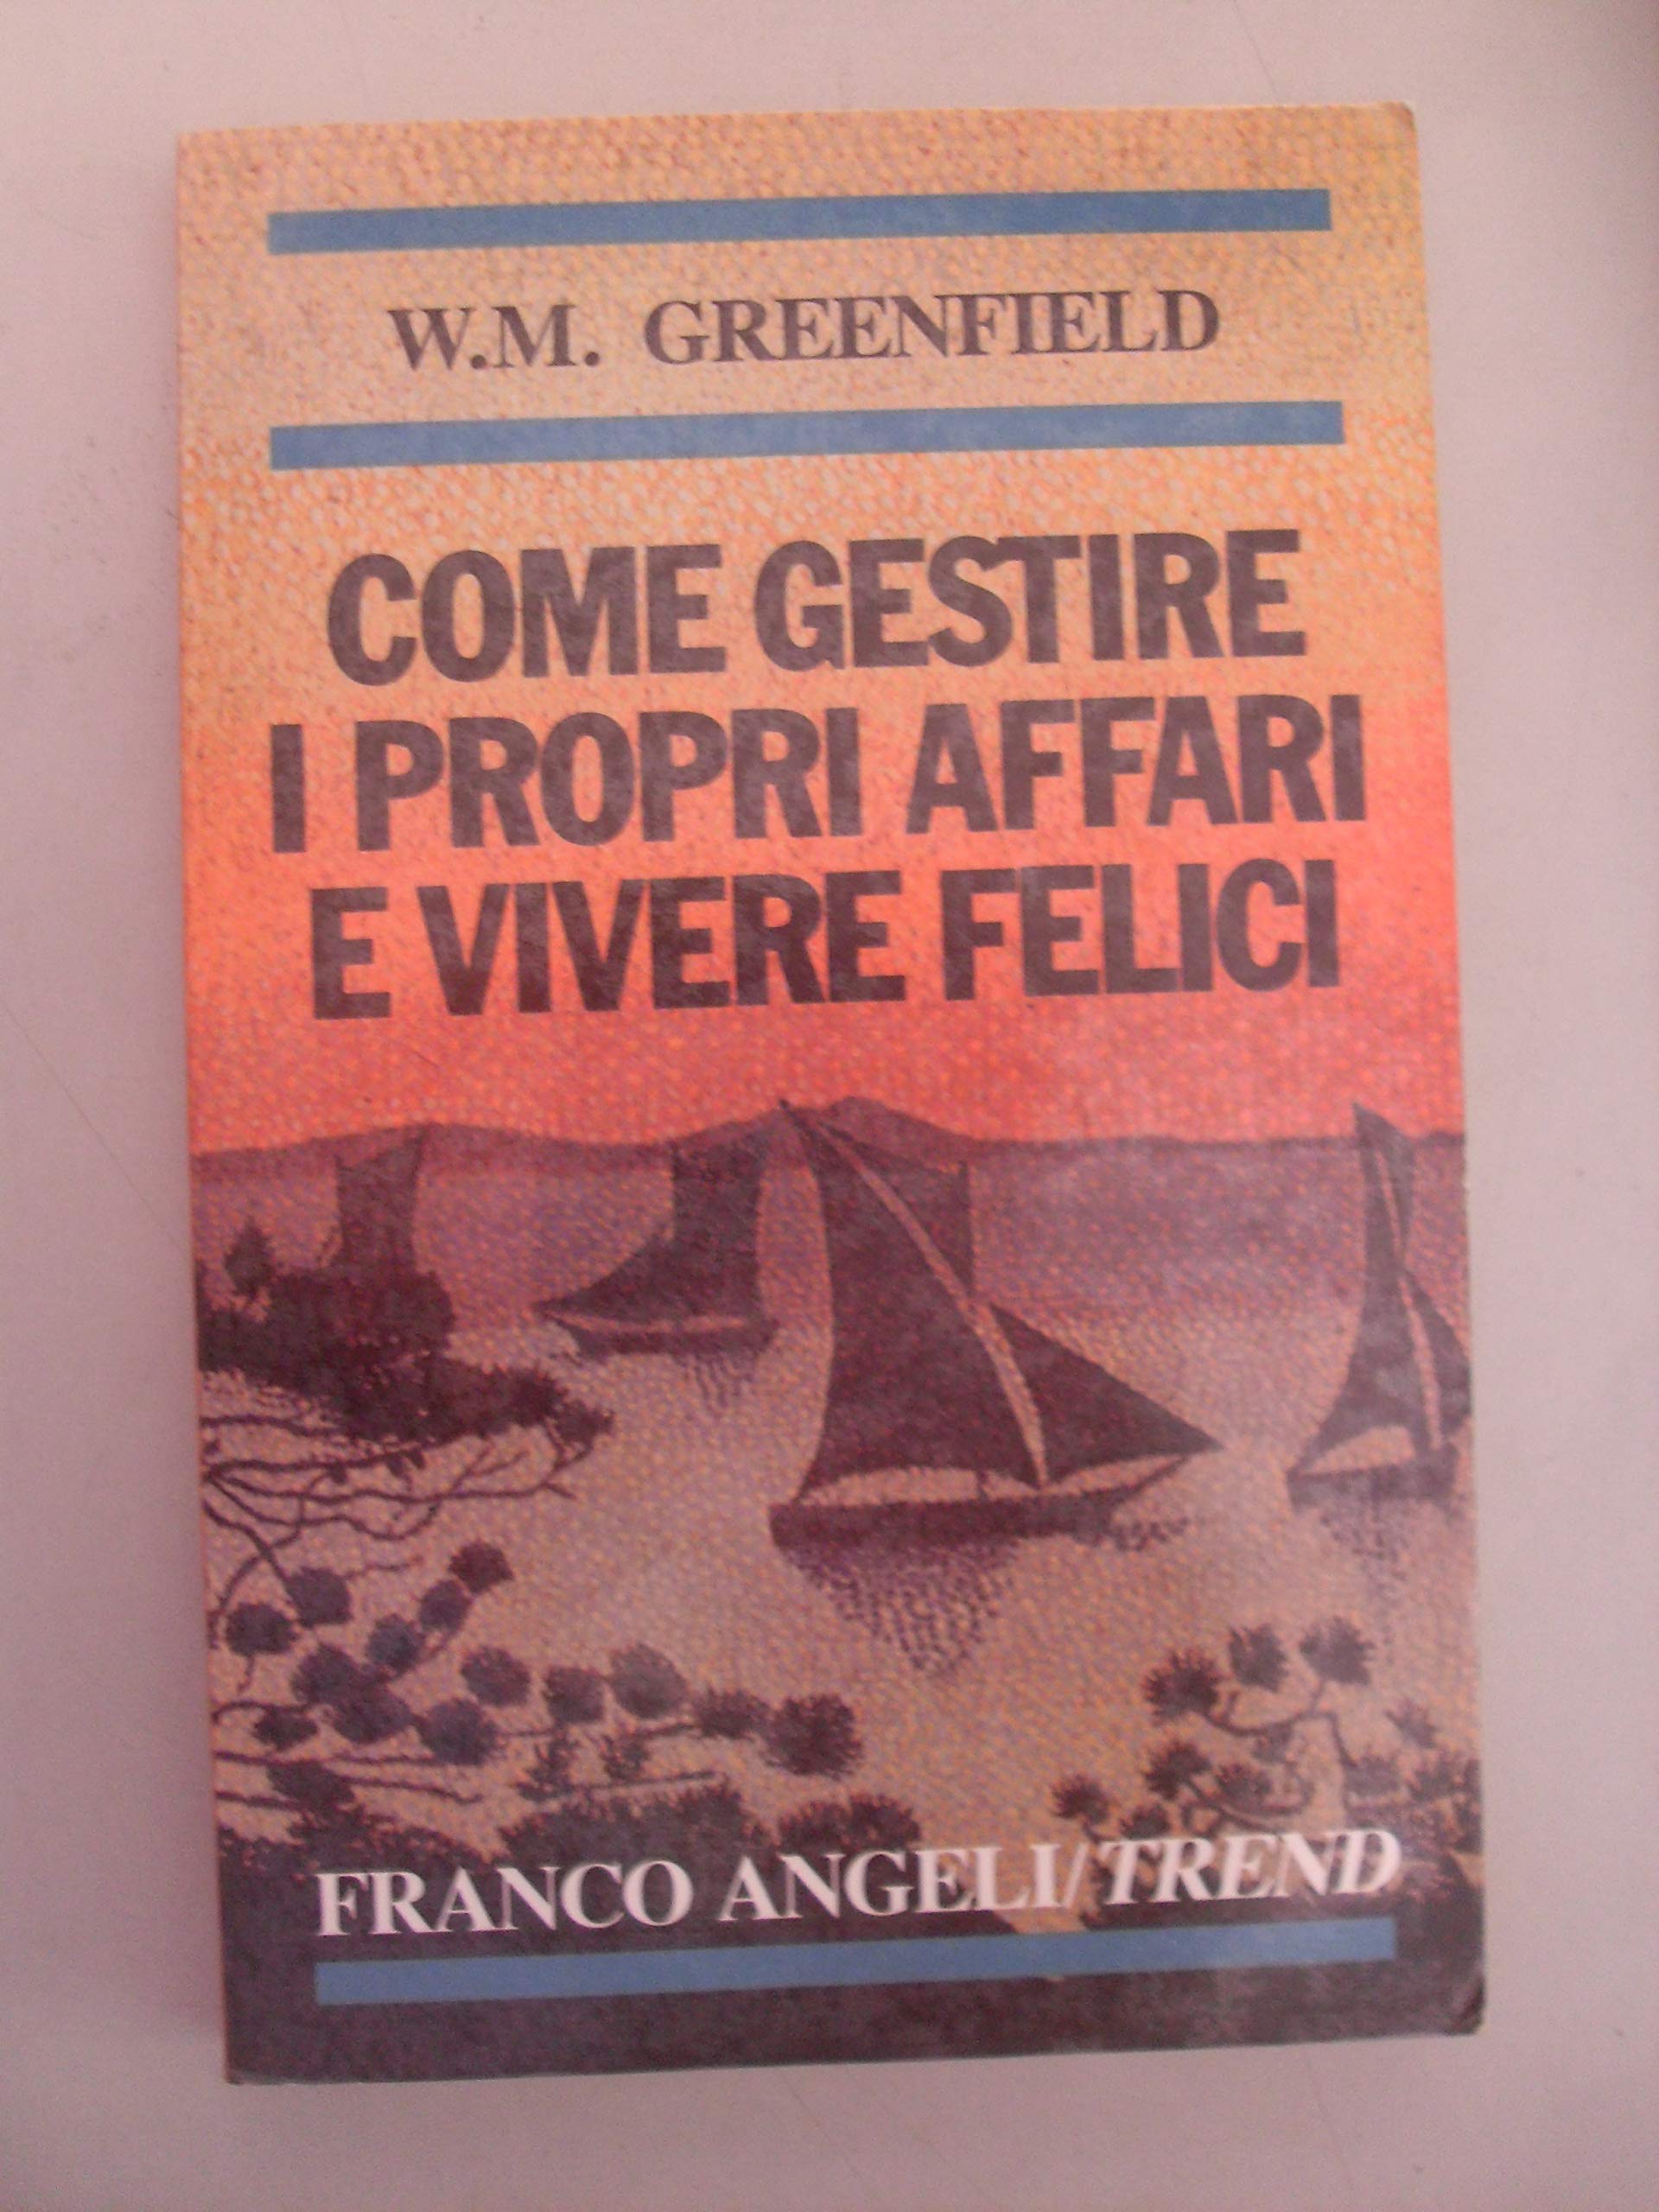 W.M. GREENFIELD
COME GESTIRE
I PROPRI AFFARI
E VIVERE FELICI
FRANCO ANGELI/TREND